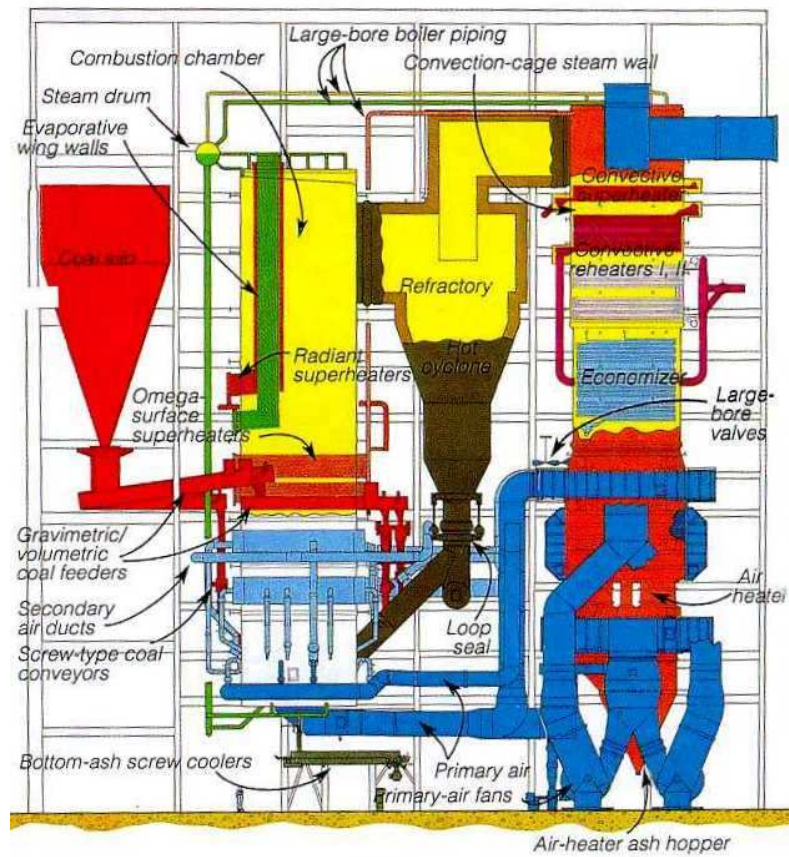 Large-bore boiler piping
Combustion chamber
Convection-cage steam wall
Steam drum
Evaporative
wing walls
Convective
superheater
Coal silo
Convective
reheaters I, II
Refractory
Hot
cyclone
Radiant
superheaters
Economizer
Omega-
surface
superheaters
Large-
bore
valves
Gravimetric/
volumetric
coal feeders
Air
heater
Secondary
air ducts
Loop
seal
Screw-type coal
conveyors
Bottom-ash screw coolers
Primary air
Primary-air fans
Air-heater ash hopper